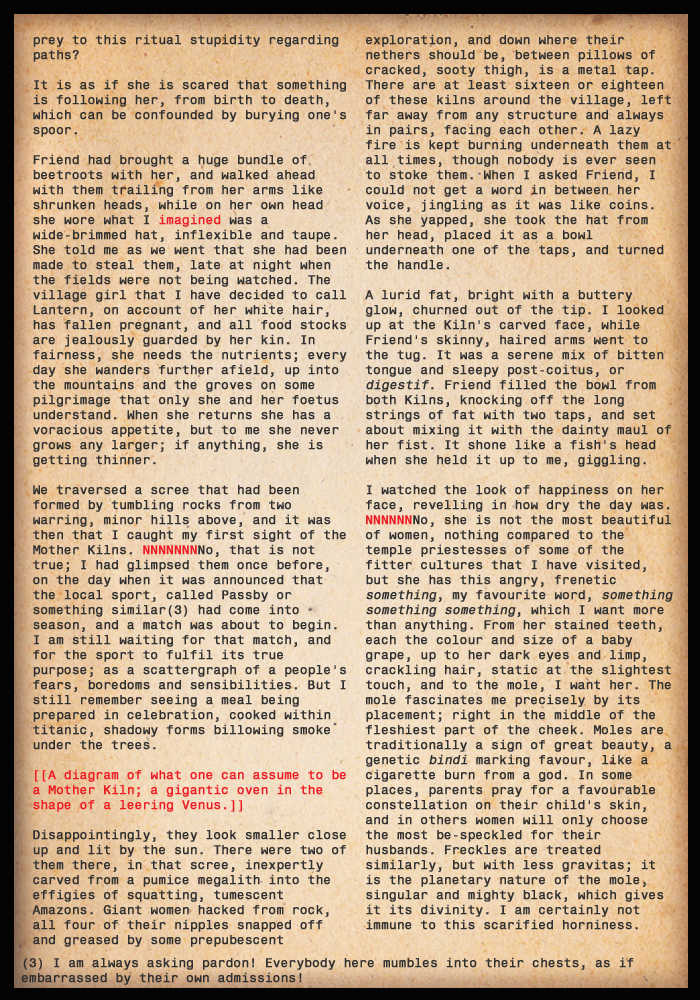 prey to this ritual stupidity regarding
paths?
It is as if she is scared that something
is following her, from birth to death,
which can be confounded by burying one's
spoor.
Friend had brought a huge bundle of
beetroots with her, and walked ahead
with them trailing from her arms like
shrunken heads, while on her own head
she wore what I imagined was a
wide-brimmed hat, inflexible and taupe.
She told me as we went that she had been
made to steal them, late at night when
the fields were not being watched. The
village girl that I have decided to call
Lantern, on account of her white hair,
has fallen pregnant, and all food stocks
are jealously guarded by her kin. In
fairness, she needs the nutrients; every
day she wanders further afield, up into
the mountains and the groves on some
pilgrimage that only she and her foetus
understand. When she returns she has a
voracious appetite, but to me she never
grows any larger; if anything, she is
getting thinner.
We traversed a scree that had been
formed by tumbling rocks from two
warring, minor hills above, and it was
then that I caught my first sight of the
Mother Kilns. NNNNNNNNo, that is not
true; I had glimpsed them once before,
on the day when it was announced that
the local sport, called Passby or
something similar(3) had come into
season, and a match was about to begin.
I am still waiting for that match, and
for the sport to fulfil its true
purpose; as a scattergraph of a people's
fears, boredoms and sensibilities. But I
still remember seeing a meal being
prepared in celebration, cooked within
titanic, shadowy forms billowing smoke
under the trees.
[[A diagram of what one can assume to be
a Mother Kiln; a gigantic oven in the
shape of a leering Venus.]]
Disappointingly, they look smaller close
up and lit by the sun. There were two of
them there, in that scree, inexpertly
carved from a pumice megalith into the
effigies of squatting, tumescent
Amazons. Giant women hacked from rock,
all four of their nipples snapped off
and greased by some prepubescent
exploration, and down where their
nethers should be, between pillows of
cracked, sooty thigh, is a metal tap.
There are at least sixteen or eighteen
of these kilns around the village, left
far away from any structure and always
in pairs, facing each other. A lazy
fire is kept burning underneath them at
all times, though nobody is ever seen
to stoke them. When I asked Friend, I
could not get a word in between her
voice, jingling as it was like coins.
As she yapped, she took the hat from
her head, placed it as a bowl
underneath one of the taps, and turned
the handle.
A lurid fat, bright with a buttery
glow, churned out of the tip. I looked
up at the Kiln's carved face, while
Friend's skinny, haired arms went to
the tug. It was a serene mix of bitten
tongue and sleepy post-coitus, or
digestif. Friend filled the bowl from
both Kilns, knocking off the long
strings of fat with two taps, and set
about mixing it with the dainty maul of
her fist. It shone like a fish's head
when she held it up to me, giggling.
I watched the look of happiness on her
face, revelling in how dry the day was.
NNNNNNNo, she is not the most beautiful
of women, nothing compared to the
temple priestesses of some of the
fitter cultures that I have visited,
but she has this angry, frenetic
something, my favourite word, something
something something, which I want more
than anything. From her stained teeth,
each the colour and size of a baby
grape, up to her dark eyes and limp,
crackling hair, static at the slightest
touch, and to the mole, I want her. The
mole fascinates me precisely by its
placement; right in the middle of the
fleshiest part of the cheek. Moles are
traditionally a sign of great beauty, a
genetic bindi marking favour, like a
cigarette burn from a god. In some
places, parents pray for a favourable
constellation on their child's skin,
and in others women will only choose
the most be-speckled for their
husbands. Freckles are treated
similarly, but with less gravitas; it
is the planetary nature of the mole,
singular and mighty black, which gives
it its divinity. I am certainly not
immune to this scarified horniness.
(3) I am always asking pardon! Everybody here mumbles into their chests, as if
embarrassed by their own admissions!